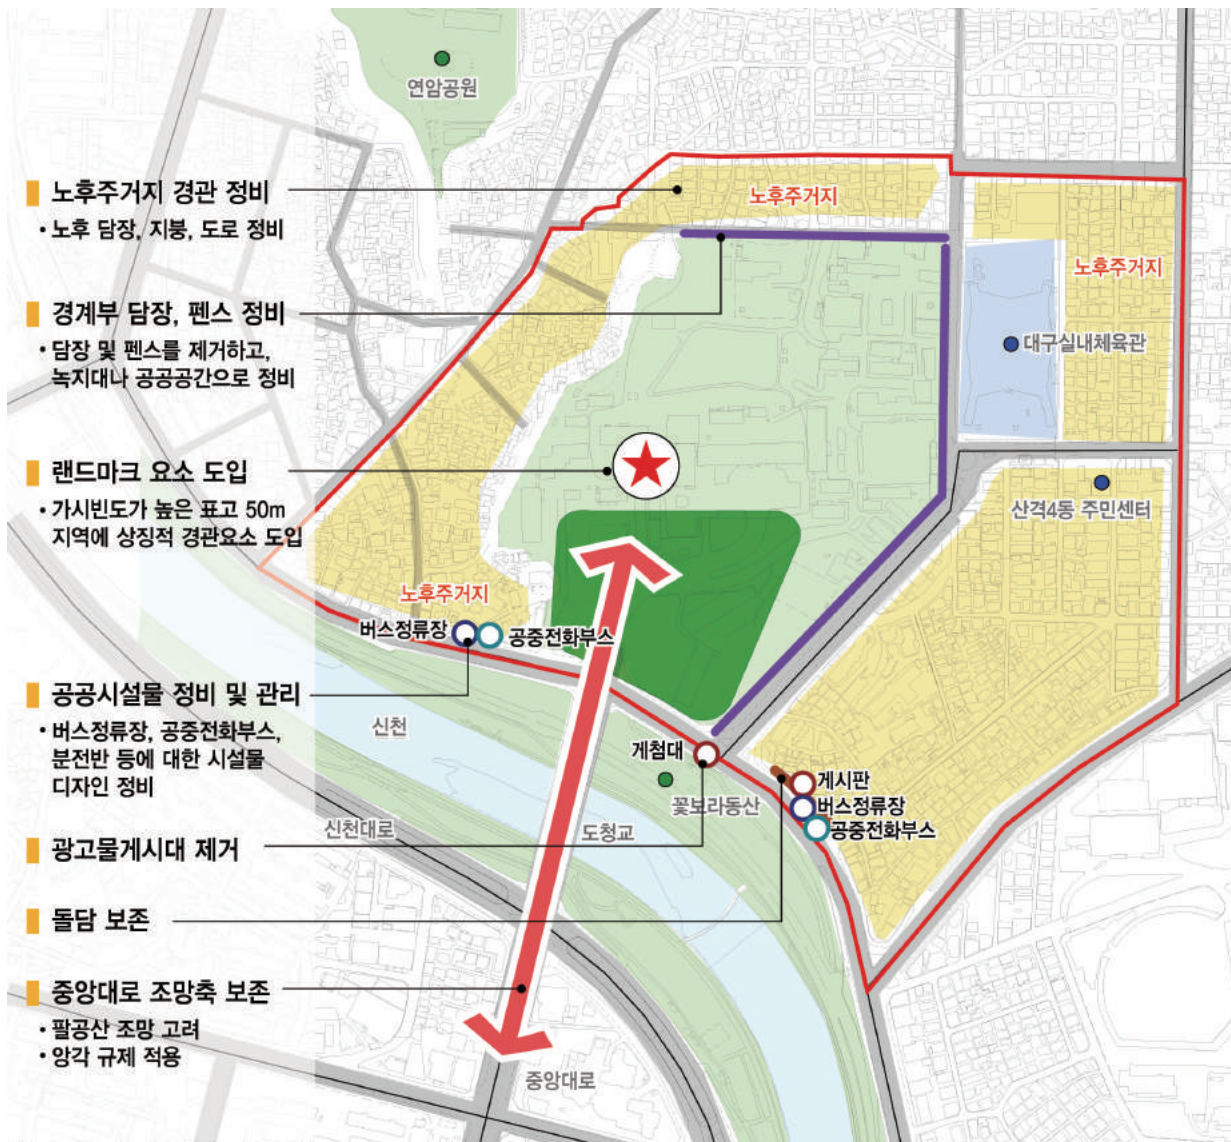 연암공원
노후주거지 경관 정비
• 노후 담장, 지붕, 도로 정비
노후주거지
노후주거지
경계부 담장, 펜스 정비
• 담장 및 펜스를 제거하고,
녹지대나 공공공간으로 정비
대구실내체육관
랜드마크 요소 도입
• 가시빈도가 높은 표고 50m
지역에 상징적 경관요소 도입
산격4동 주민센터
노후주거지
버스정류장
공중전화부스
공공시설물 정비 및 관리
• 버스정류장, 공중전화부스,
분전반 등에 대한 시설물
디자인 정비
신천
게첨대
꽃보라동산
게시판
버스정류장
공중전화부스
신천대로
도청교
광고물게시대 제거
돌담 보존
중앙대로 조망축 보존
• 팔공산 조망 고려
• 앙각 규제 적용
중앙대로